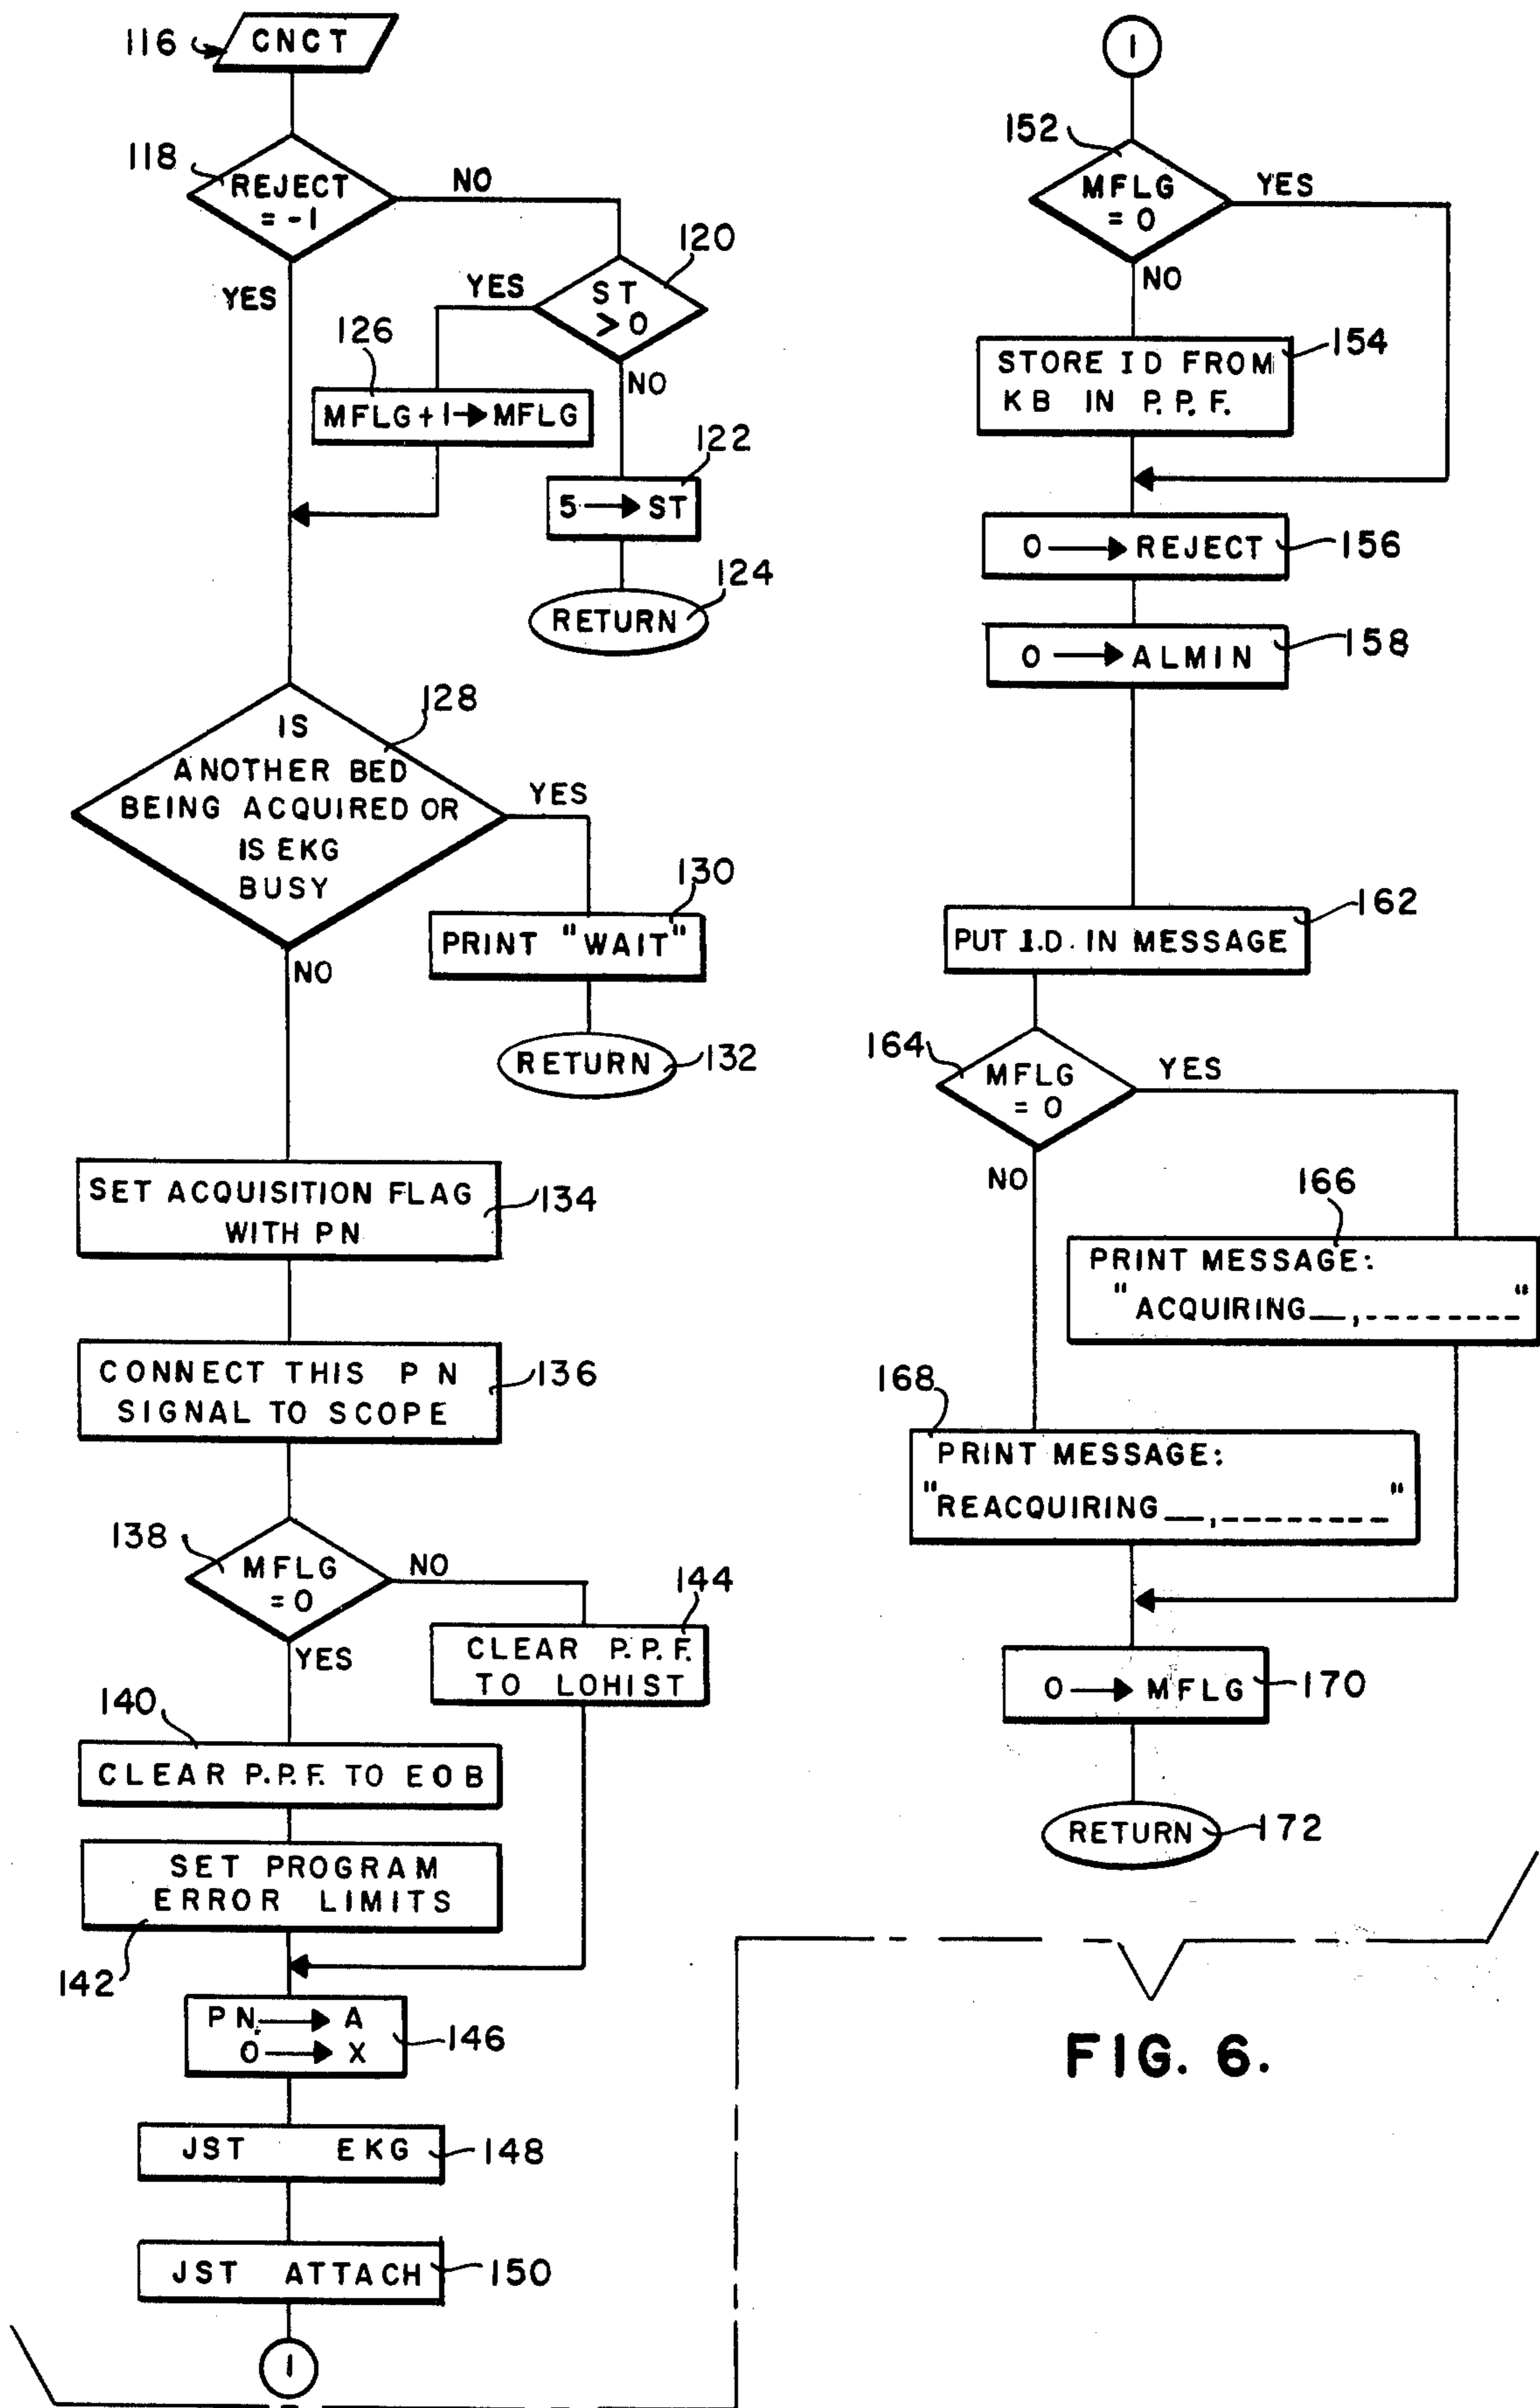 116
CNCT
118
REJECT
= -1
NO
YES
120
ST
> 0
YES
NO
126
MFLG + 1 → MFLG
122
5 → ST
124
RETURN
128
IS
ANOTHER BED
BEING ACQUIRED OR
IS EKG
BUSY
YES
NO
130
PRINT "WAIT"
RETURN
132
SET ACQUISITION FLAG
WITH PN
134
CONNECT THIS PN
SIGNAL TO SCOPE
136
138
MFLG
= 0
NO
YES
144
CLEAR P.P.F.
TO LOHIST
140
CLEAR P.P.F. TO EOB
SET PROGRAM
ERROR LIMITS
142
PN → A
0 → X
146
JST EKG
148
JST ATTACH
150
1
1
152
MFLG
= 0
YES
NO
STORE ID FROM
KB IN P.P.F.
154
0 → REJECT
156
0 → ALMIN
158
PUT I.D. IN MESSAGE
162
164
MFLG
= 0
YES
NO
166
PRINT MESSAGE:
"ACQUIRING__,--------"
168
PRINT MESSAGE:
"REACQUIRING__,--------"
0 → MFLG
170
RETURN
172
FIG. 6.